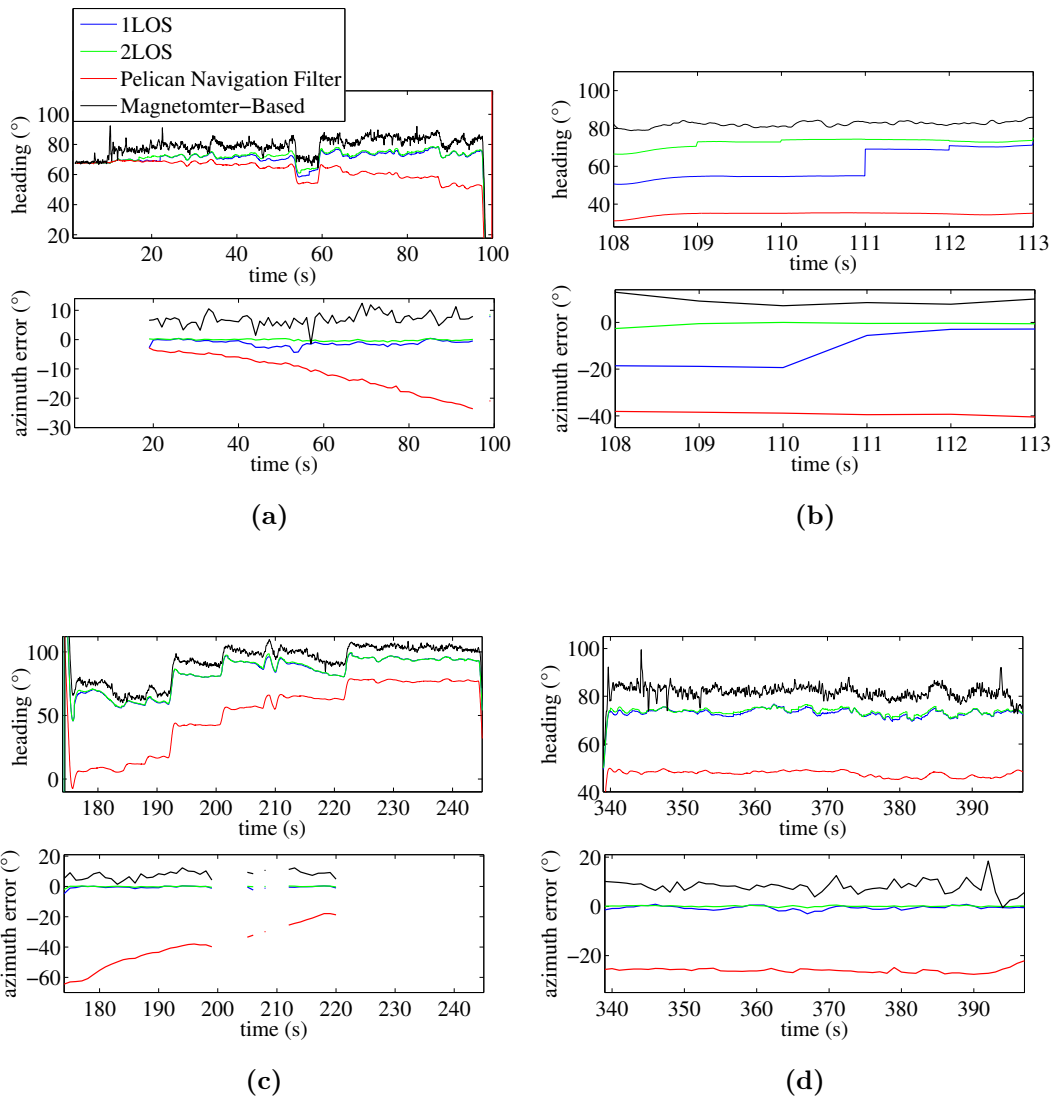 1LOS
2LOS
Pelican Navigation Filter
Magnetomter−Based
heading (°)
100
80
60
40
20
20 40 60 80 100
time (s)
azimuth error (°)
10
0
−10
−20
−30
20 40 60 80 100
time (s)
(a)
heading (°)
100
80
60
40
108 109 110 111 112 113
time (s)
azimuth error (°)
0
−20
−40
108 109 110 111 112 113
time (s)
(b)
heading (°)
100
50
0
180 190 200 210 220 230 240
time (s)
azimuth error (°)
20
0
−20
−40
−60
180 190 200 210 220 230 240
time (s)
(c)
heading (°)
100
80
60
40
340 350 360 370 380 390
time (s)
azimuth error (°)
20
0
−20
340 350 360 370 380 390
time (s)
(d)